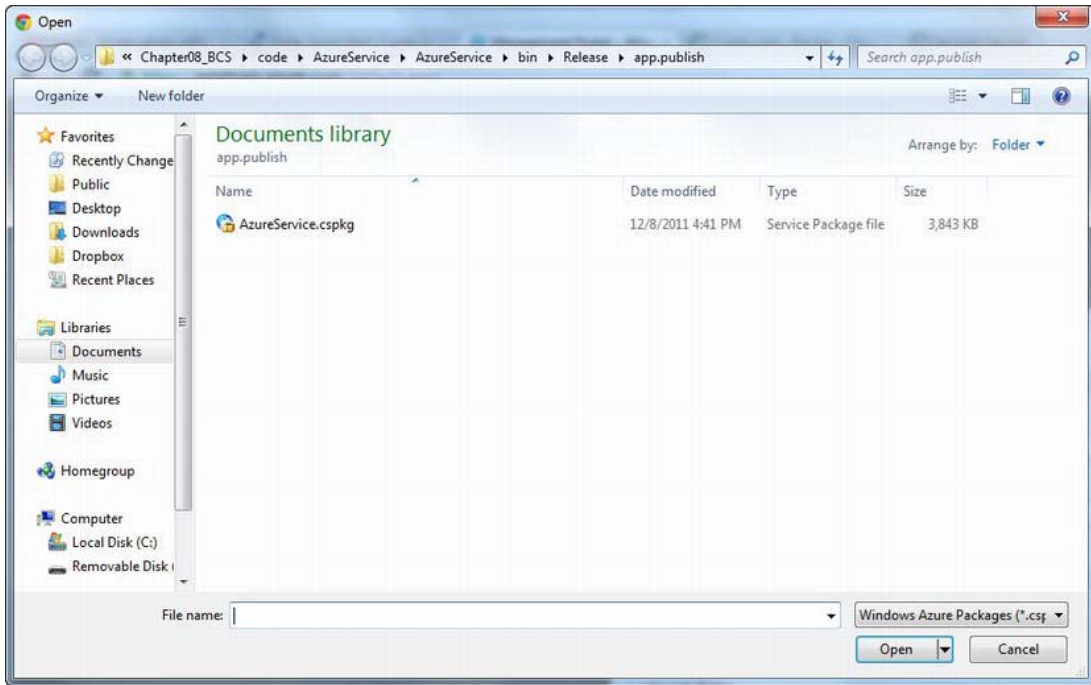 Open
« Chapter08_BCS ▸ code ▸ AzureService ▸ AzureService ▸ bin ▸ Release ▸ app.publish
Search app.publish
Organize
New folder
Favorites
Recently Change
Public
Desktop
Downloads
Dropbox
Recent Places
Libraries
Documents
Music
Pictures
Videos
Homegroup
Computer
Local Disk (C:)
Removable Disk (
Documents library
app.publish
Arrange by: Folder
Name Date modified Type Size
AzureService.cspkg 12/8/2011 4:41 PM Service Package file 3,843 KB
File name:
Windows Azure Packages (*.csp
Open Cancel